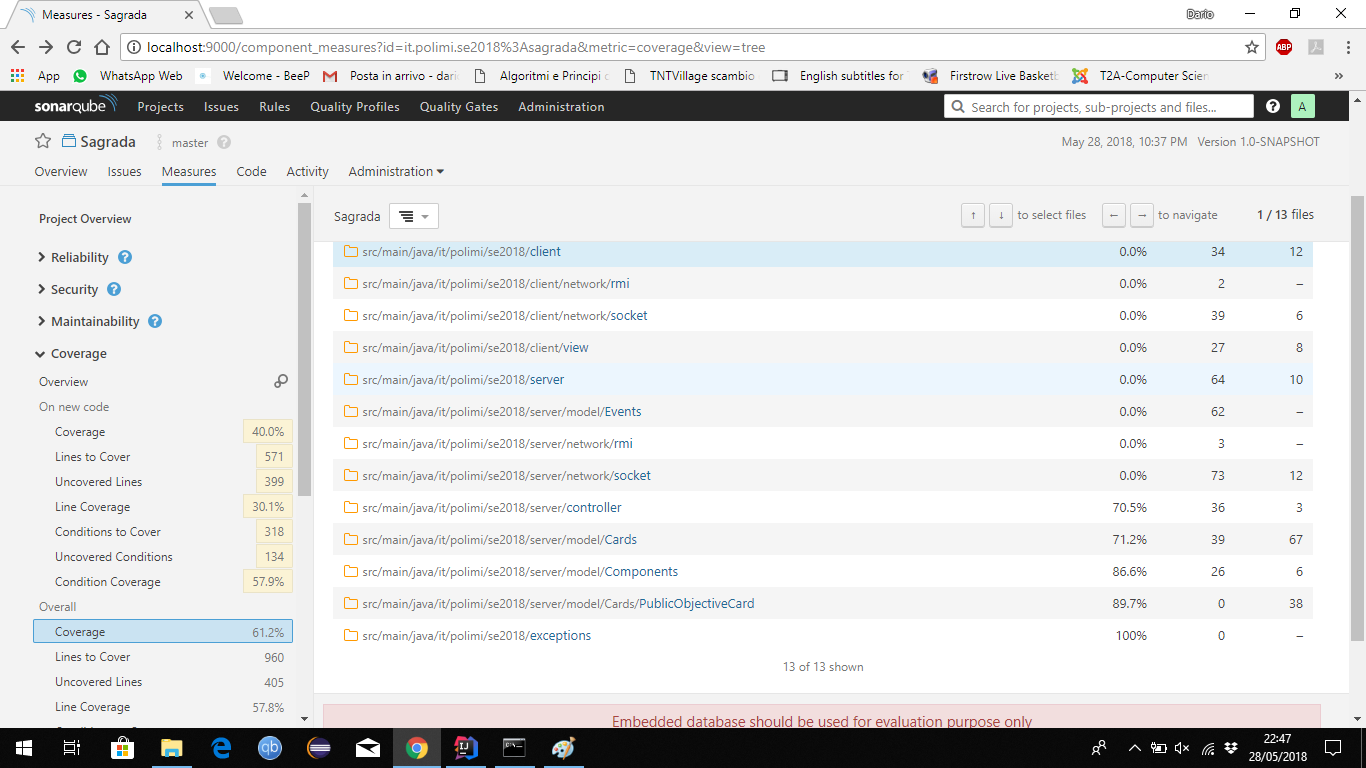 Measures - Sagrada
Dario
localhost:9000/component_measures?id=it.polimi.se2018%3Asagrada&metric=coverage&view=tree
ABP
App WhatsApp Web Welcome - BeeP Posta in arrivo - dari Algoritmi e Principi TNTVillage scambio English subtitles for Firstrow Live Basketb T2A-Computer Scien »
sonarqube Projects Issues Rules Quality Profiles Quality Gates Administration Search for projects, sub-projects and files... ? A
Sagrada master ? May 28, 2018, 10:37 PM Version 1.0-SNAPSHOT
Overview Issues Measures Code Activity Administration
Project Overview
Reliability ?
Security ?
Maintainability ?
Coverage
Overview
On new code
Coverage 40.0%
Lines to Cover 571
Uncovered Lines 399
Line Coverage 30.1%
Conditions to Cover 318
Uncovered Conditions 134
Condition Coverage 57.9%
Overall
Coverage 61.2%
Lines to Cover 960
Uncovered Lines 405
Line Coverage 57.8%
Sagrada ↑ ↓ to select files ← → to navigate 1 / 13 files
src/main/java/it/polimi/se2018/client 0.0% 34 12
src/main/java/it/polimi/se2018/client/network/rmi 0.0% 2 –
src/main/java/it/polimi/se2018/client/network/socket 0.0% 39 6
src/main/java/it/polimi/se2018/client/view 0.0% 27 8
src/main/java/it/polimi/se2018/server 0.0% 64 10
src/main/java/it/polimi/se2018/server/model/Events 0.0% 62 –
src/main/java/it/polimi/se2018/server/network/rmi 0.0% 3 –
src/main/java/it/polimi/se2018/server/network/socket 0.0% 73 12
src/main/java/it/polimi/se2018/server/controller 70.5% 36 3
src/main/java/it/polimi/se2018/server/model/Cards 71.2% 39 67
src/main/java/it/polimi/se2018/server/model/Components 86.6% 26 6
src/main/java/it/polimi/se2018/server/model/Cards/PublicObjectiveCard 89.7% 0 38
src/main/java/it/polimi/se2018/exceptions 100% 0 –
13 of 13 shown
Embedded database should be used for evaluation purpose only
qb
22:47
28/05/2018